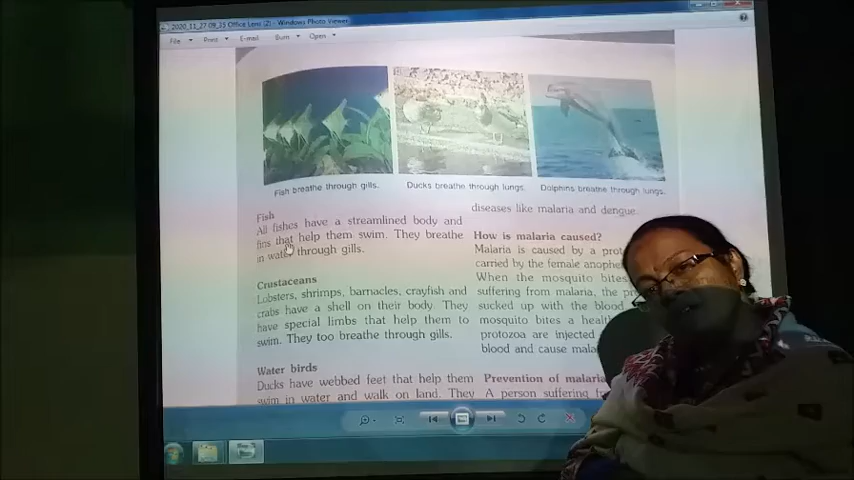 2020_11_27 09_15 Office Lens (2) - Windows Photo Viewer
File Print E-mail Burn Open
Fish breathe through gills.
Ducks breathe through lungs.
Dolphins breathe through lungs.
Fish
All fishes have a streamlined body and
fins that help them swim. They breathe
in water through gills.
Crustaceans
Lobsters, shrimps, barnacles, crayfish and
crabs have a shell on their body. They
have special limbs that help them to
swim. They too breathe through gills.
Water birds
Ducks have webbed feet that help them
swim in water and walk on land. They
diseases like malaria and dengue.
How is malaria caused?
Malaria is caused by a
carried by the female
When the mosquito bites
suffering from malaria, the
sucked up with the blood
mosquito bites a
protozoa are injected
blood and cause
Prevention of
A person suffering